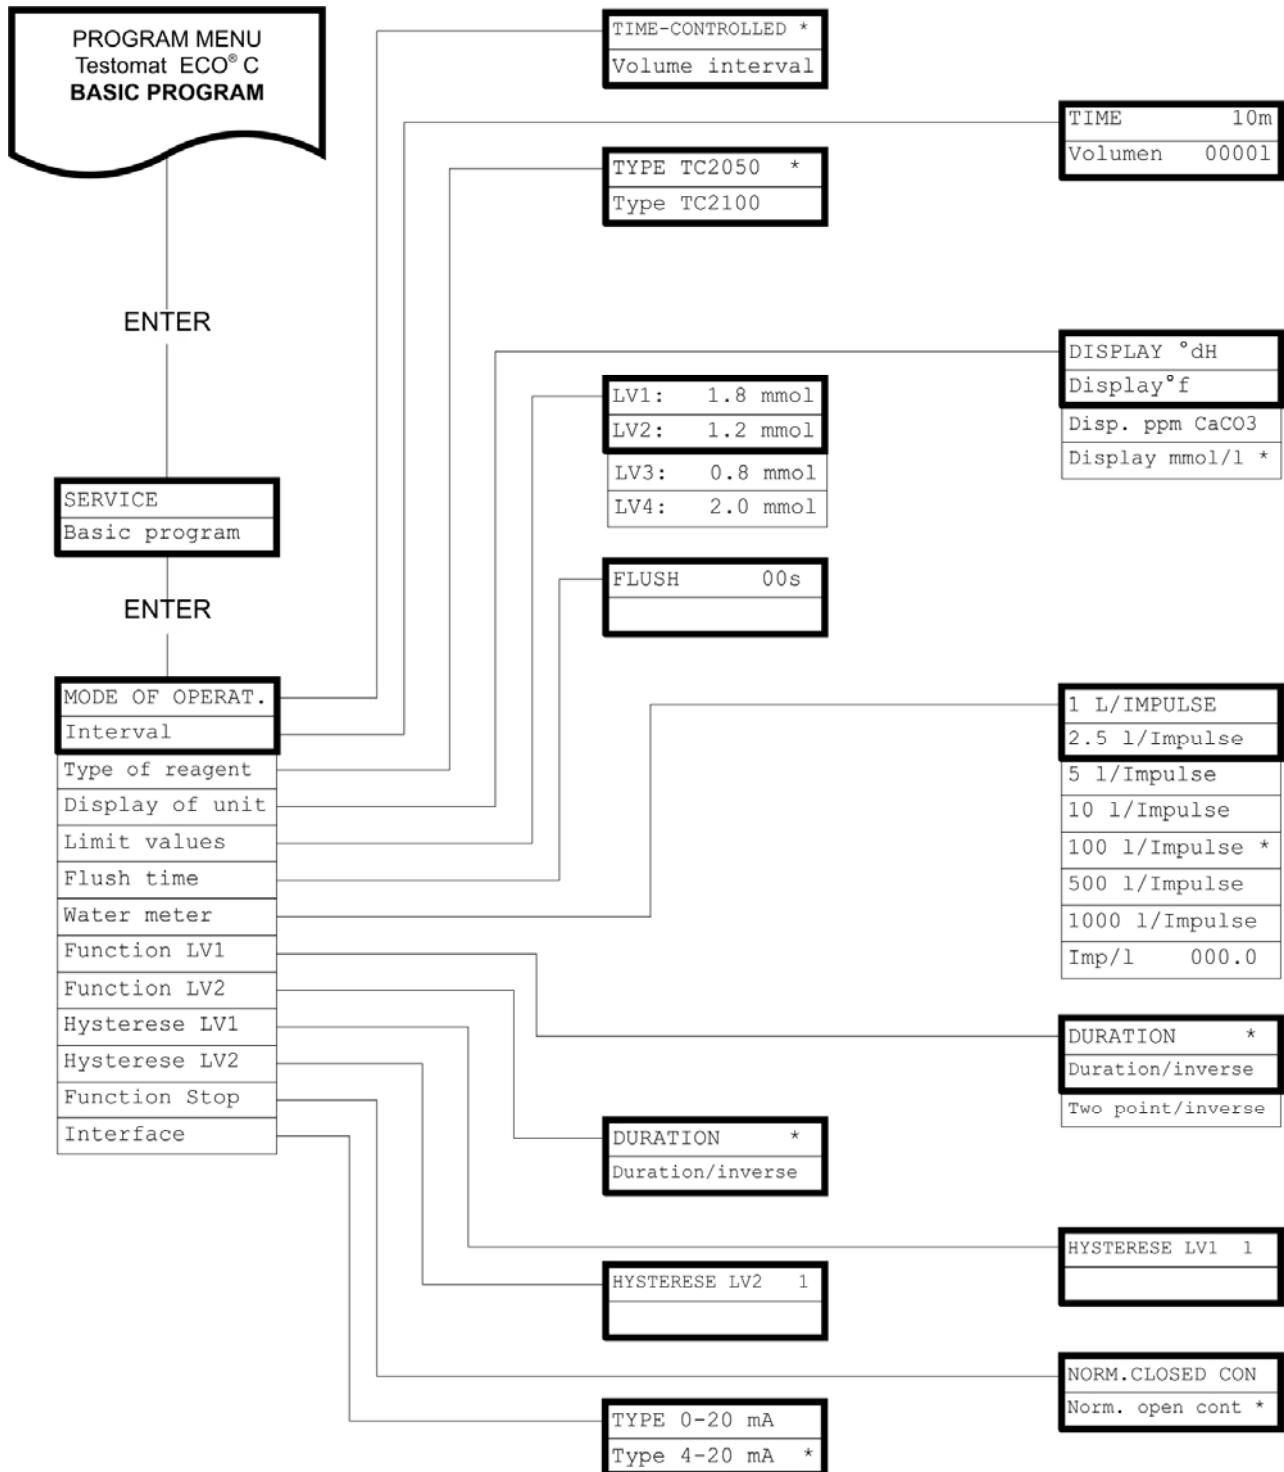 PROGRAM MENU
Testomat ECO® C
BASIC PROGRAM
ENTER
SERVICE
Basic program
ENTER
MODE OF OPERAT.
Interval
Type of reagent
Display of unit
Limit values
Flush time
Water meter
Function LV1
Function LV2
Hysterese LV1
Hysterese LV2
Function Stop
Interface
TIME-CONTROLLED *
Volume interval
TYPE TC2050 *
Type TC2100
LV1: 1.8 mmol
LV2: 1.2 mmol
LV3: 0.8 mmol
LV4: 2.0 mmol
FLUSH 00s
DURATION *
Duration/inverse
HYSTERESE LV2 1
TYPE 0-20 mA
Type 4-20 mA *
TIME 10m
Volumen 00001
DISPLAY °dH
Display°f
Disp. ppm CaCO3
Display mmol/l *
1 L/IMPULSE
2.5 l/Impulse
5 l/Impulse
10 l/Impulse
100 l/Impulse *
500 l/Impulse
1000 l/Impulse
Imp/l 000.0
DURATION *
Duration/inverse
Two point/inverse
HYSTERESE LV1 1
NORM.CLOSED CON
Norm. open cont *